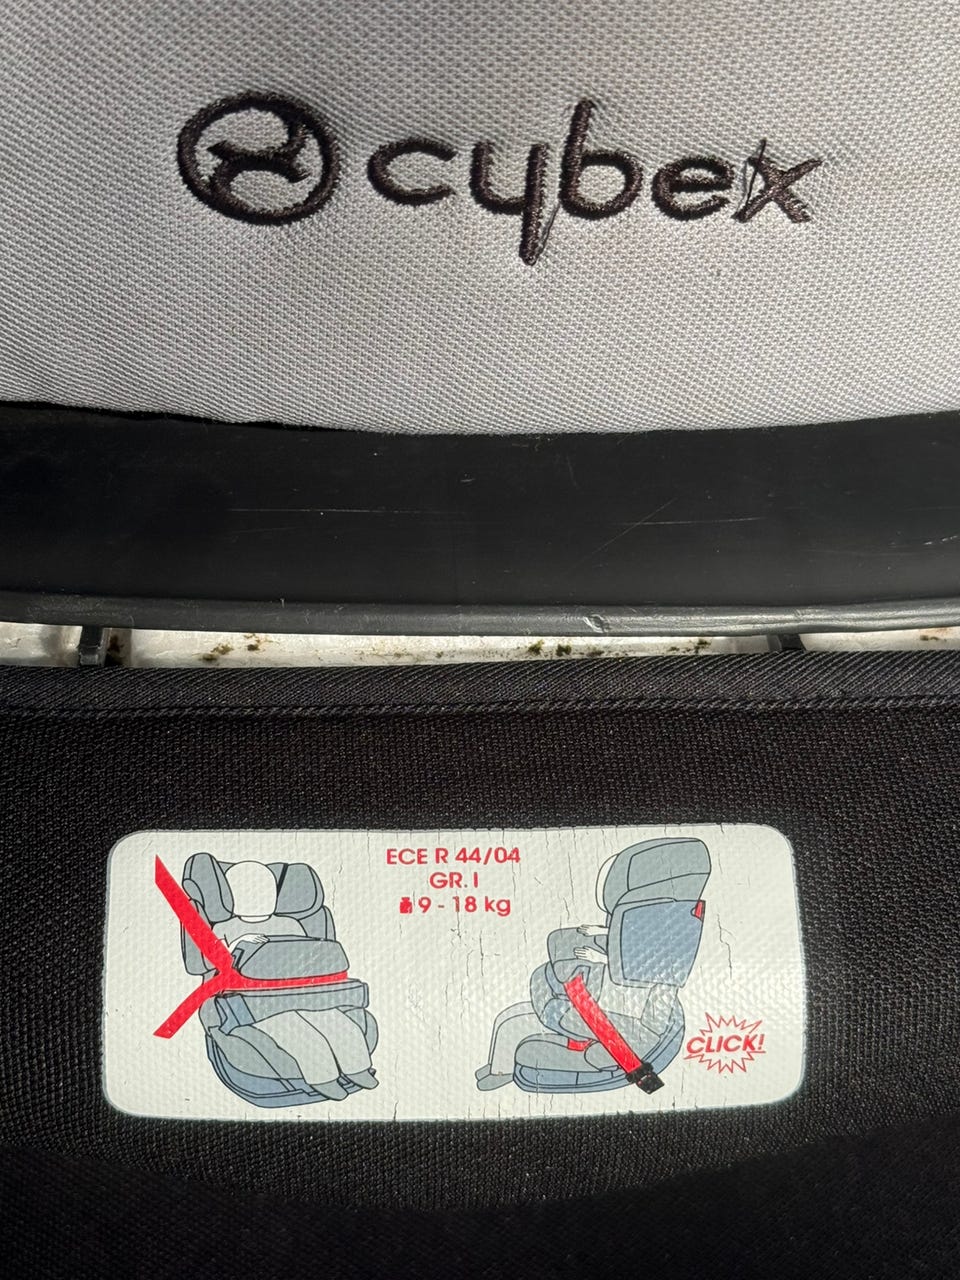 cybex
ECE R 44/04
GR. I
9 - 18 kg
CLICK!